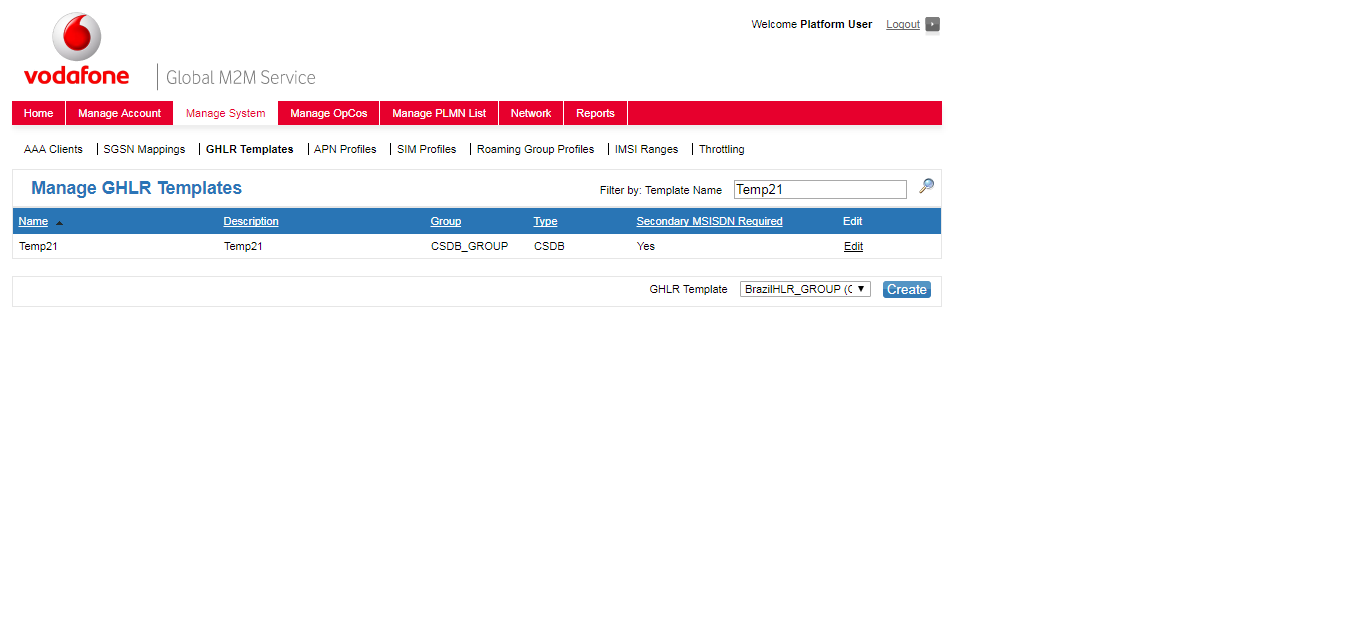 Welcome Platform User Logout
vodafone Global M2M Service
Home Manage Account Manage System Manage OpCos Manage PLMN List Network Reports
AAA Clients SGSN Mappings GHLR Templates APN Profiles SIM Profiles Roaming Group Profiles IMSI Ranges Throttling
Manage GHLR Templates Filter by: Template Name Temp21
Name Description Group Type Secondary MSISDN Required Edit
Temp21 Temp21 CSDB_GROUP CSDB Yes Edit
GHLR Template BrazilHLR_GROUP ( Create